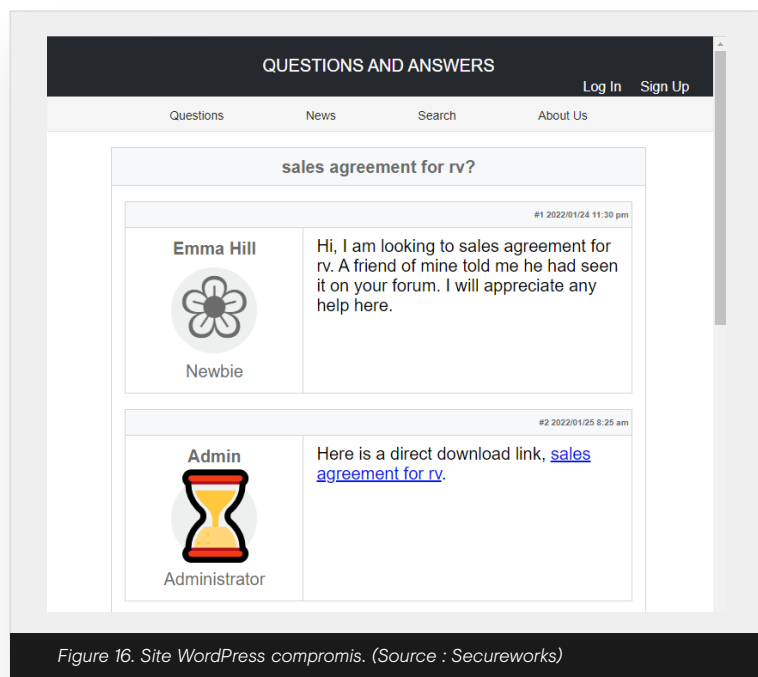 QUESTIONS AND ANSWERS
Log In Sign Up
Questions News Search About Us
sales agreement for rv?
#1 2022/01/24 11:30 pm
Emma Hill
Newbie
Hi, I am looking to sales agreement for
rv. A friend of mine told me he had seen
it on your forum. I will appreciate any
help here.
#2 2022/01/25 8:25 am
Admin
Administrator
Here is a direct download link, sales
agreement for rv.
Figure 16. Site WordPress compromis. (Source : Secureworks)